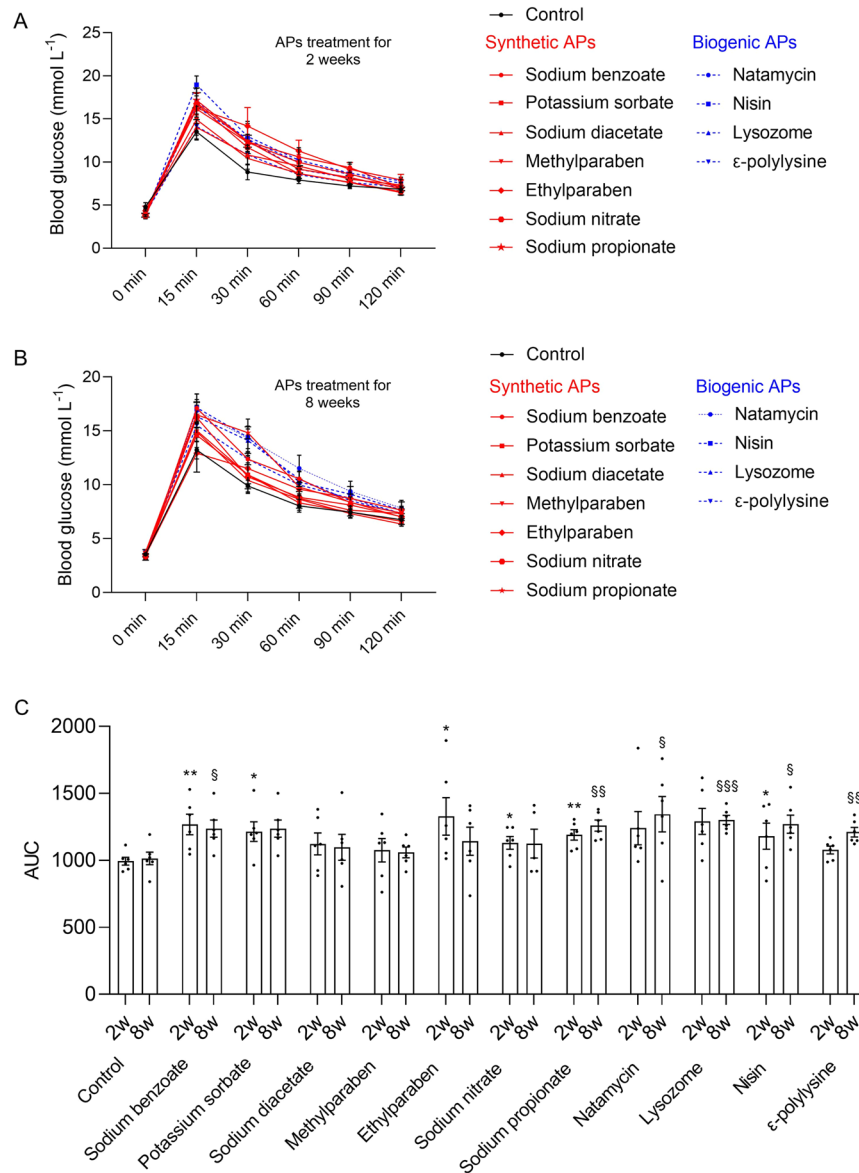 A
Blood glucose (mmol L⁻¹)
25
20
15
10
5
0
APs treatment for
2 weeks
0 min
15 min
30 min
60 min
90 min
120 min
Control
Synthetic APs
Sodium benzoate
Potassium sorbate
Sodium diacetate
Methylparaben
Ethylparaben
Sodium nitrate
Sodium propionate
Biogenic APs
Natamycin
Nisin
Lysozome
ε-polylysine
B
Blood glucose (mmol L⁻¹)
20
15
10
5
0
APs treatment for
8 weeks
0 min
15 min
30 min
60 min
90 min
120 min
Control
Synthetic APs
Sodium benzoate
Potassium sorbate
Sodium diacetate
Methylparaben
Ethylparaben
Sodium nitrate
Sodium propionate
Biogenic APs
Natamycin
Nisin
Lysozome
ε-polylysine
C
AUC
2000
1500
1000
500
0
** § * * * ** §§ § §§§ * § §§
2w 8w 2w 8w 2w 8w 2w 8w 2w 8w 2w 8w 2w 8w 2w 8w 2w 8w 2w 8w 2w 8w 2w 8w
Control
Sodium benzoate
Potassium sorbate
Sodium diacetate
Methylparaben
Ethylparaben
Sodium nitrate
Sodium propionate
Natamycin
Lysozome
Nisin
ε-polylysine